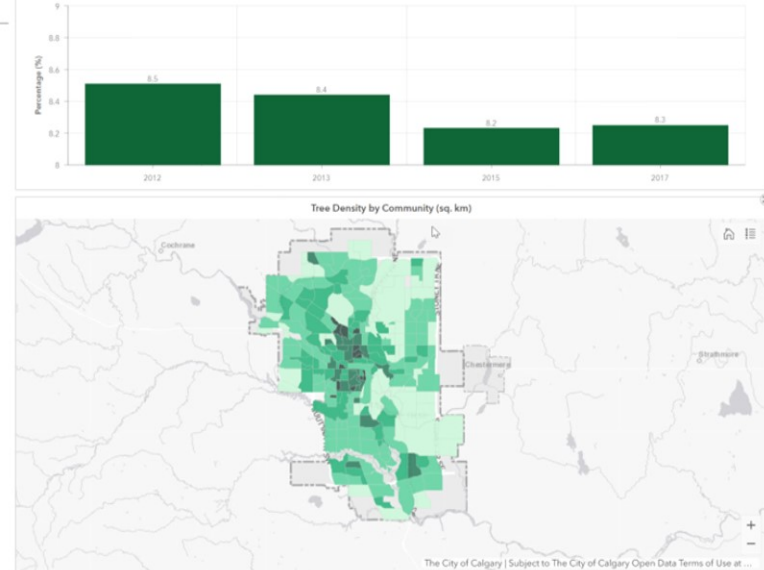 9
8.8
8.6
8.4
8.2
8
Percentage (%)
8.5
8.4
8.2
8.3
2012
2013
2015
2017
Tree Density by Community (sq. km)
Cochrane
Chestermere
Strathmore
+
−
The City of Calgary | Subject to The City of Calgary Open Data Terms of Use at ...